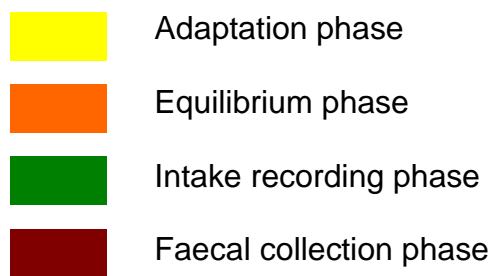 Adaptation phase
Equilibrium phase
Intake recording phase
Faecal collection phase